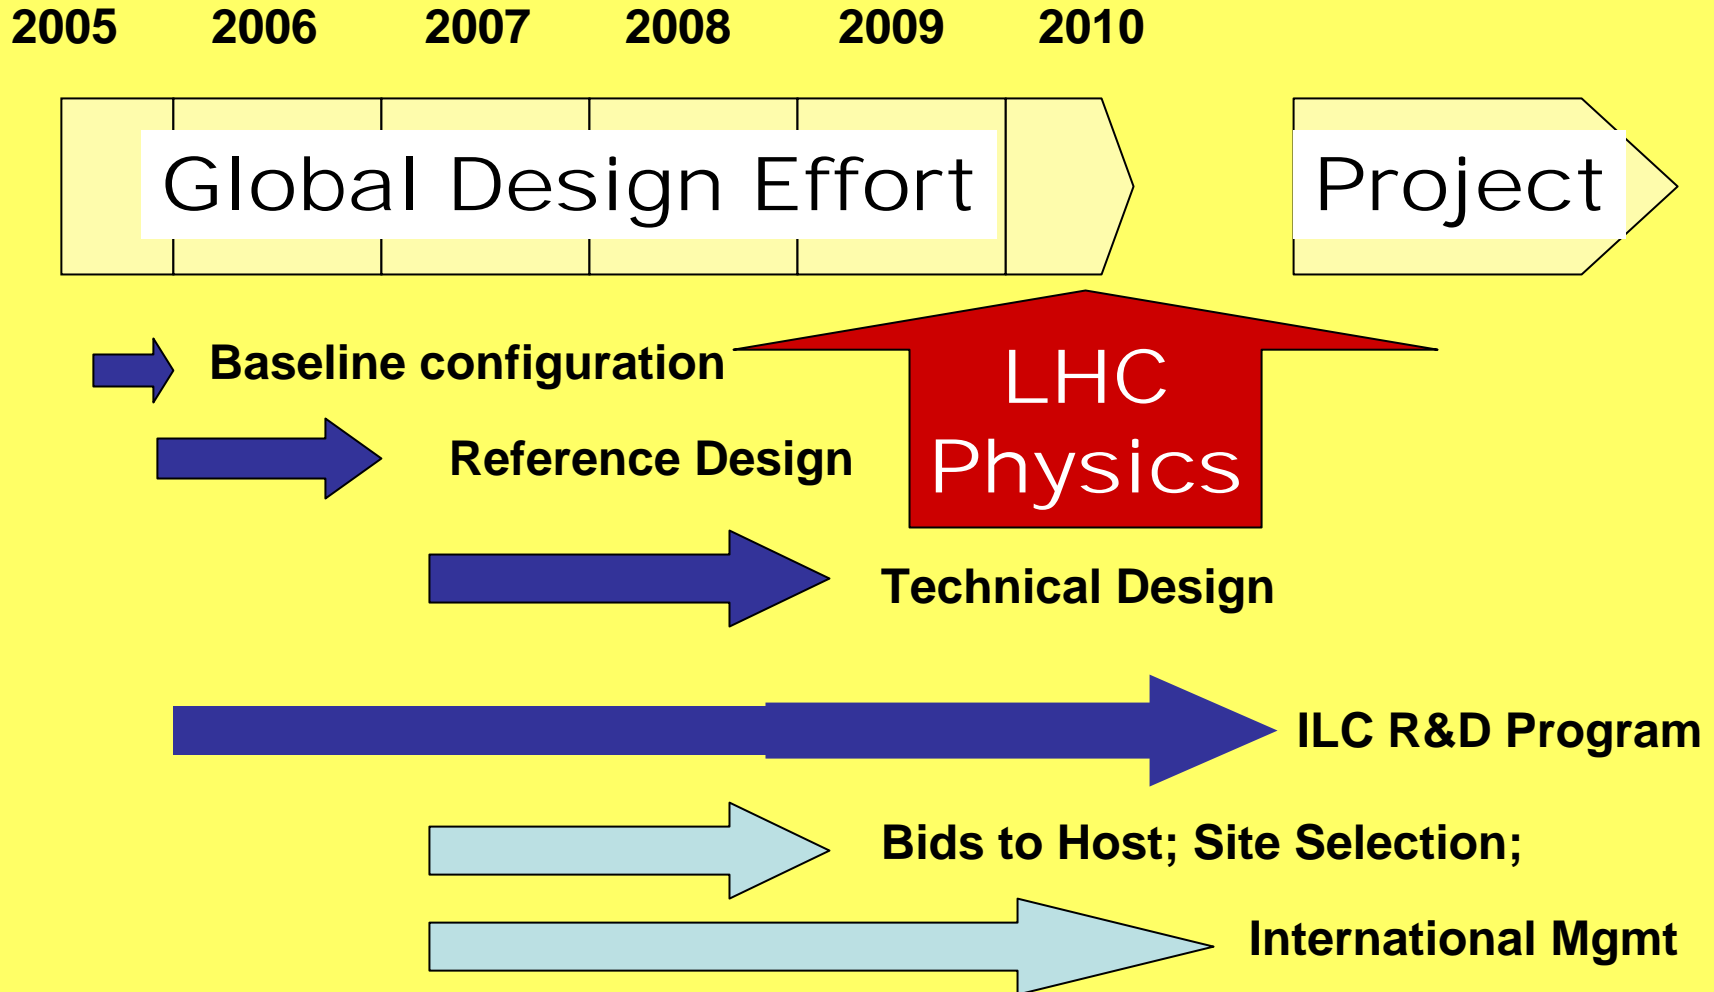 2005 2006 2007 2008 2009 2010
Global Design Effort
Project
Baseline configuration
LHC
Physics
Reference Design
Technical Design
ILC R&D Program
Bids to Host; Site Selection;
International Mgmt